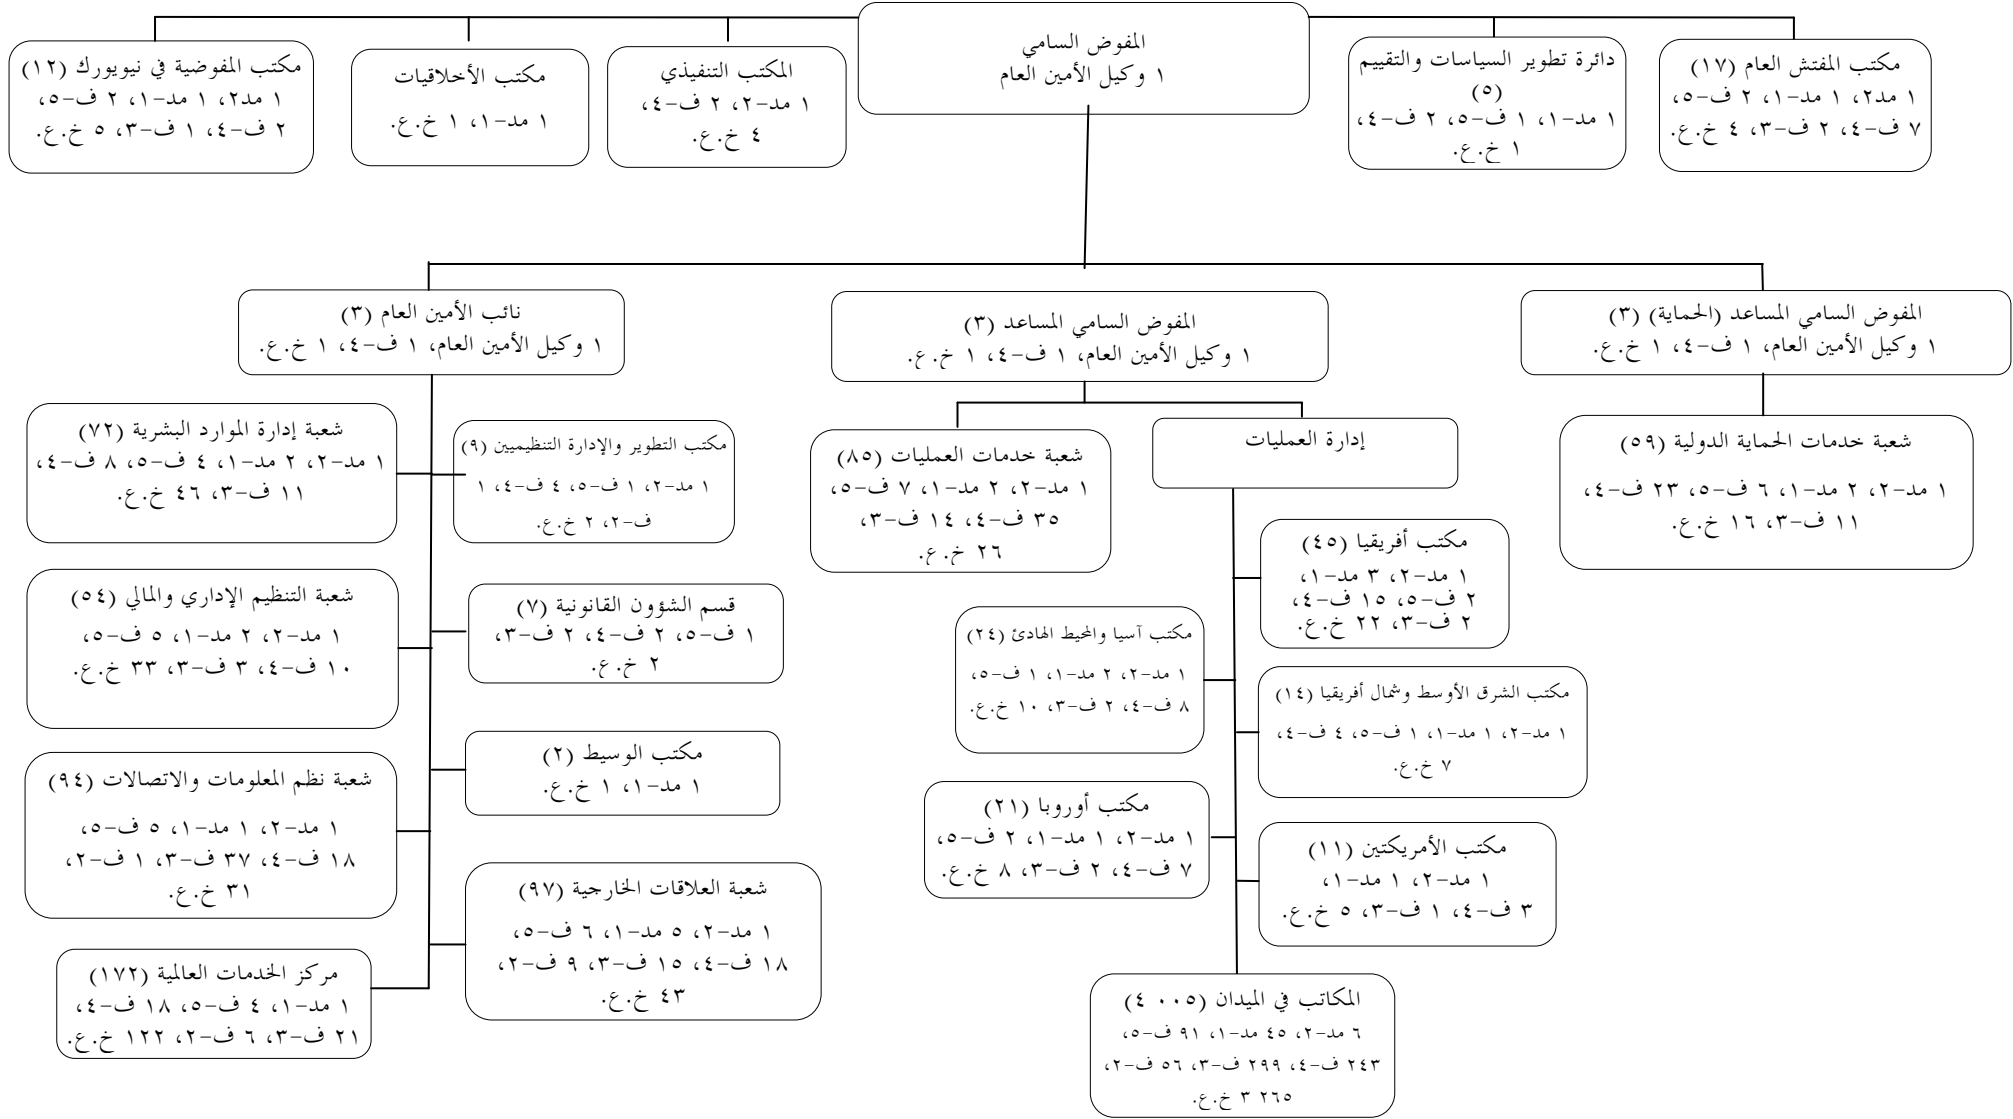 المفوض السامي
١ وكيل الأمين العام
مكتب المفتش العام (١٧)
١ مد٢، ١ مد-١، ٢ ف-٥،
٧ ف-٤، ٢ ف-٣، ٤ خ.ع.
دائرة تطوير السياسات والتقييم
(٥)
١ مد-١، ١ ف-٥، ٢ ف-٤،
١ خ.ع.
المكتب التنفيذي
١ مد-٢، ٢ ف-٤،
٤ خ.ع.
مكتب الأخلاقيات
١ مد-١، ١ خ.ع.
مكتب المفوضية في نيويورك (١٢)
١ مد٢، ١ مد-١، ٢ ف-٥،
٢ ف-٤، ١ ف-٣، ٥ خ.ع.
المفوض السامي المساعد (الحماية) (٣)
١ وكيل الأمين العام، ١ ف-٤، ١ خ.ع.
شعبة خدمات الحماية الدولية (٥٩)
١ مد-٢، ٢ مد-١، ٦ ف-٥، ٢٣ ف-٤،
١١ ف-٣، ١٦ خ.ع.
المفوض السامي المساعد (٣)
١ وكيل الأمين العام، ١ ف-٤، ١ خ.ع.
إدارة العمليات
شعبة خدمات العمليات (٨٥)
١ مد-٢، ٢ مد-١، ٧ ف-٥،
٣٥ ف-٤، ١٤ ف-٣،
٢٦ خ.ع.
مكتب أفريقيا (٤٥)
١ مد-٢، ٣ مد-١،
٢ ف-٥، ١٥ ف-٤،
٢ ف-٣، ٢٢ خ.ع.
مكتب آسيا والمحيط الهادئ (٢٤)
١ مد-٢، ٢ مد-١، ١ ف-٥،
٨ ف-٤، ٢ ف-٣، ١٠ خ.ع.
مكتب الشرق الأوسط وشمال أفريقيا (١٤)
١ مد-٢، ١ مد-١، ١ ف-٥، ٤ ف-٤،
٧ خ.ع.
مكتب أوروبا (٢١)
١ مد-٢، ١ مد-١، ٢ ف-٥،
٧ ف-٤، ٢ ف-٣، ٨ خ.ع.
مكتب الأمريكتين (١١)
١ مد-٢، ١ مد-١،
٣ ف-٤، ١ ف-٣، ٥ خ.ع.
المكاتب في الميدان (٠٠٥ ٤)
٦ مد-٢، ٤٥ مد-١، ٩١ ف-٥،
٢٤٣ ف-٤، ٢٩٩ ف-٣، ٥٦ ف-٢،
٢٦٥ ٣ خ.ع.
نائب الأمين العام (٣)
١ وكيل الأمين العام، ١ ف-٤، ١ خ.ع.
مكتب التطوير والإدارة التنظيميين (٩)
١ مد-٢، ١ ف-٥، ٤ ف-٤، ١
ف-٢، ٢ خ.ع.
شعبة إدارة الموارد البشرية (٧٢)
١ مد-٢، ٢ مد-١، ٤ ف-٥، ٨ ف-٤،
١١ ف-٣، ٤٦ خ.ع.
قسم الشؤون القانونية (٧)
١ ف-٥، ٢ ف-٤، ٢ ف-٣،
٢ خ.ع.
شعبة التنظيم الإداري والمالي (٥٤)
١ مد-٢، ٢ مد-١، ٥ ف-٥،
١٠ ف-٤، ٣ ف-٣، ٣٣ خ.ع.
مكتب الوسيط (٢)
١ مد-١، ١ خ.ع.
شعبة نظم المعلومات والاتصالات (٩٤)
١ مد-٢، ١ مد-١، ٥ ف-٥،
١٨ ف-٤، ٣٧ ف-٣، ١ ف-٢،
٣١ خ.ع.
شعبة العلاقات الخارجية (٩٧)
١ مد-٢، ٥ مد-١، ٦ ف-٥،
١٨ ف-٤، ١٥ ف-٣، ٩ ف-٢،
٤٣ خ.ع.
مركز الخدمات العالمية (١٧٢)
١ مد-١، ٤ ف-٥، ١٨ ف-٤،
٢١ ف-٣، ٦ ف-٢، ١٢٢ خ.ع.